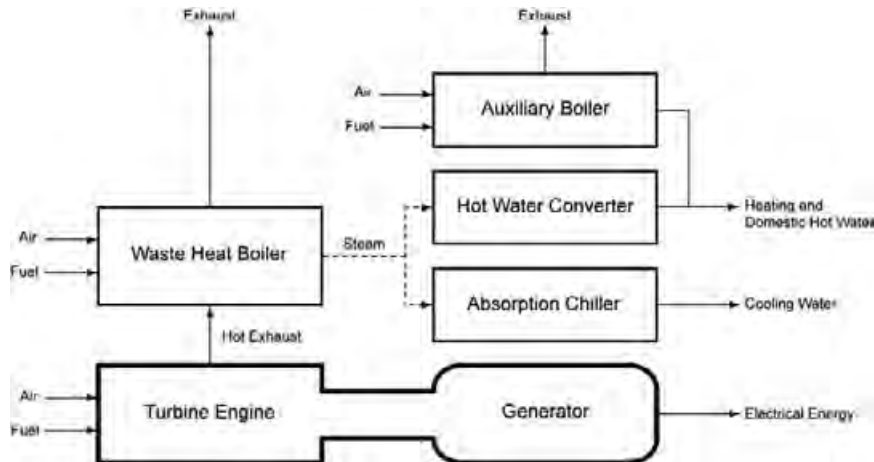 Exhaust
Exhaust
Air
Fuel
Auxiliary Boiler
Hot Water Converter
Heating and
Domestic Hot Water
Air
Fuel
Waste Heat Boiler
Steam
Absorption Chiller
Cooling Water
Hot Exhaust
Air
Fuel
Turbine Engine
Generator
Electrical Energy